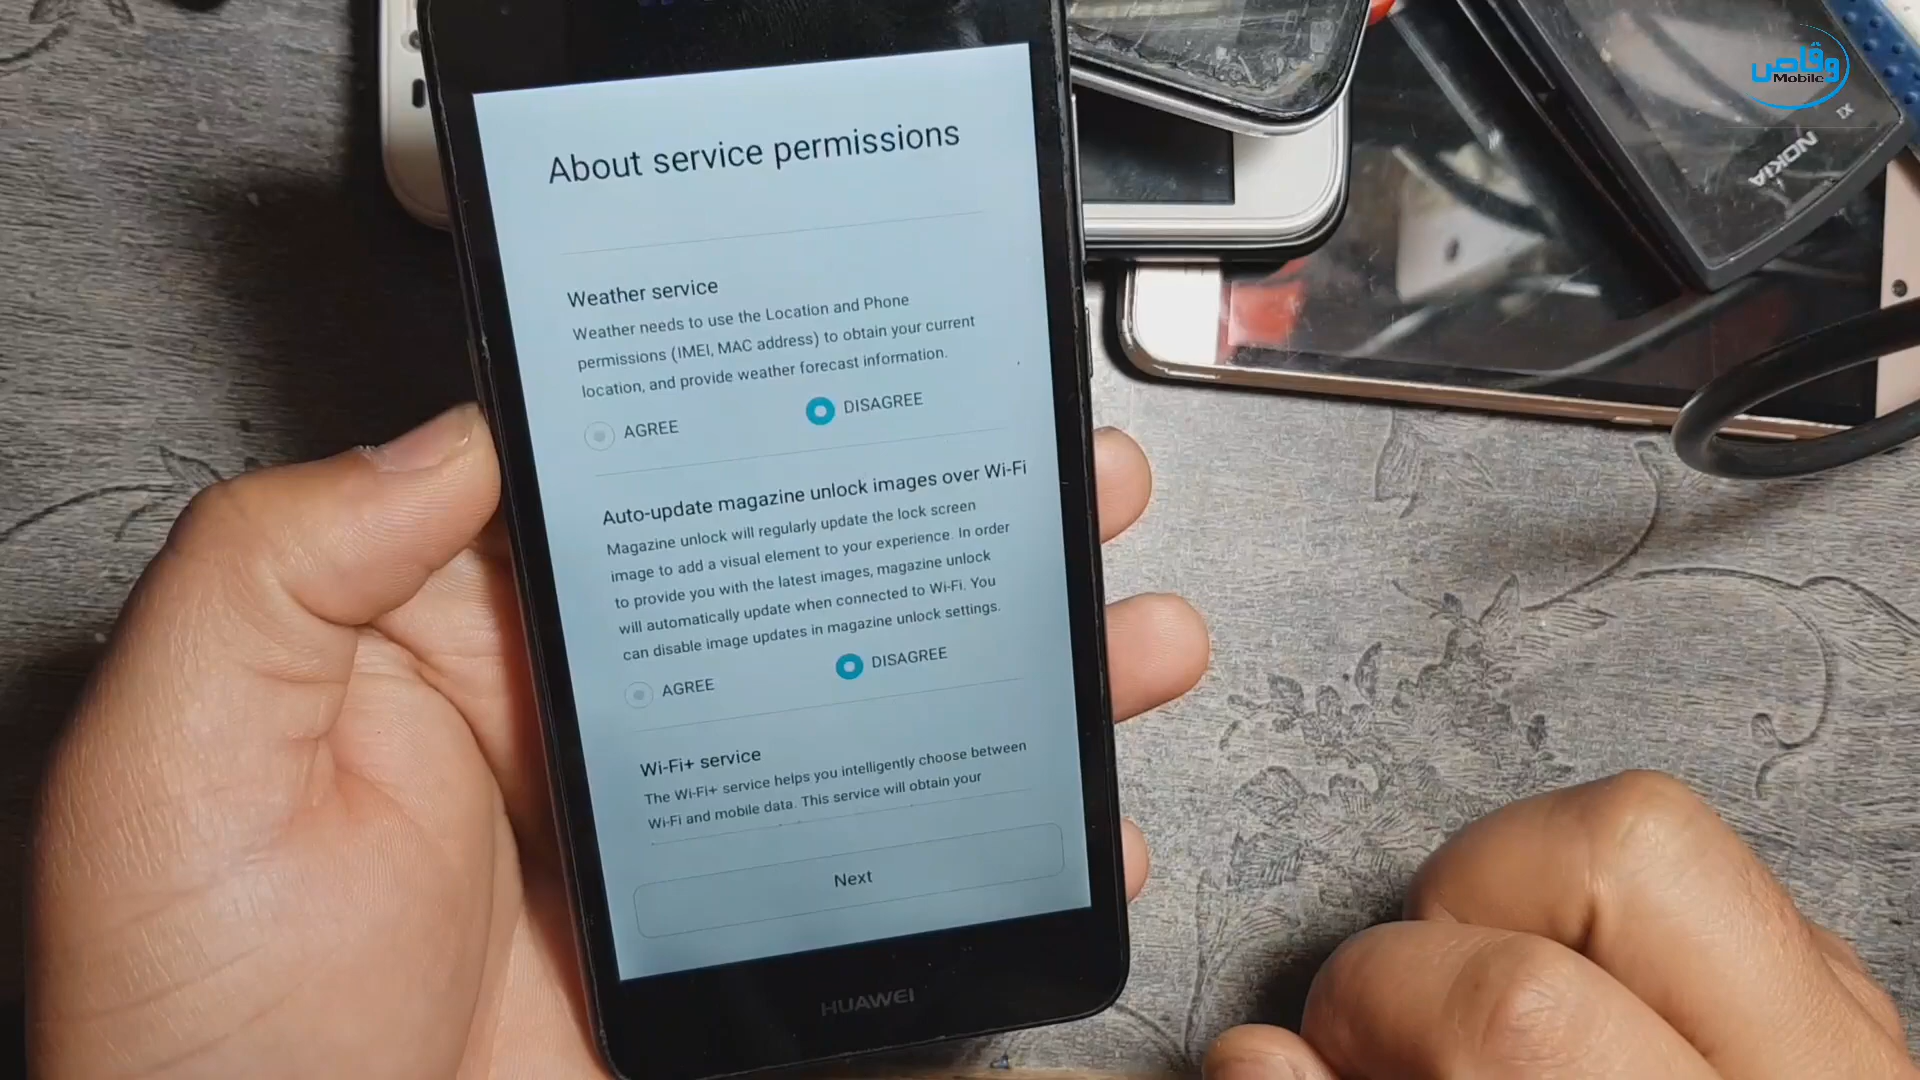 About service permissions
Weather service
Weather needs to use the Location and Phone
permissions (IMEI, MAC address) to obtain your current
location, and provide weather forecast information.
AGREE
DISAGREE
Auto-update magazine unlock images over Wi-Fi
Magazine unlock will regularly update the lock screen
image to add a visual element to your experience. In order
to provide you with the latest images, magazine unlock
will automatically update when connected to Wi-Fi. You
can disable image updates in magazine unlock settings.
AGREE
DISAGREE
Wi-Fi+ service
The Wi-Fi+ service helps you intelligently choose between
Wi-Fi and mobile data. This service will obtain your
Next
HUAWEI
وقاص
Mobile
X1
NOKIA